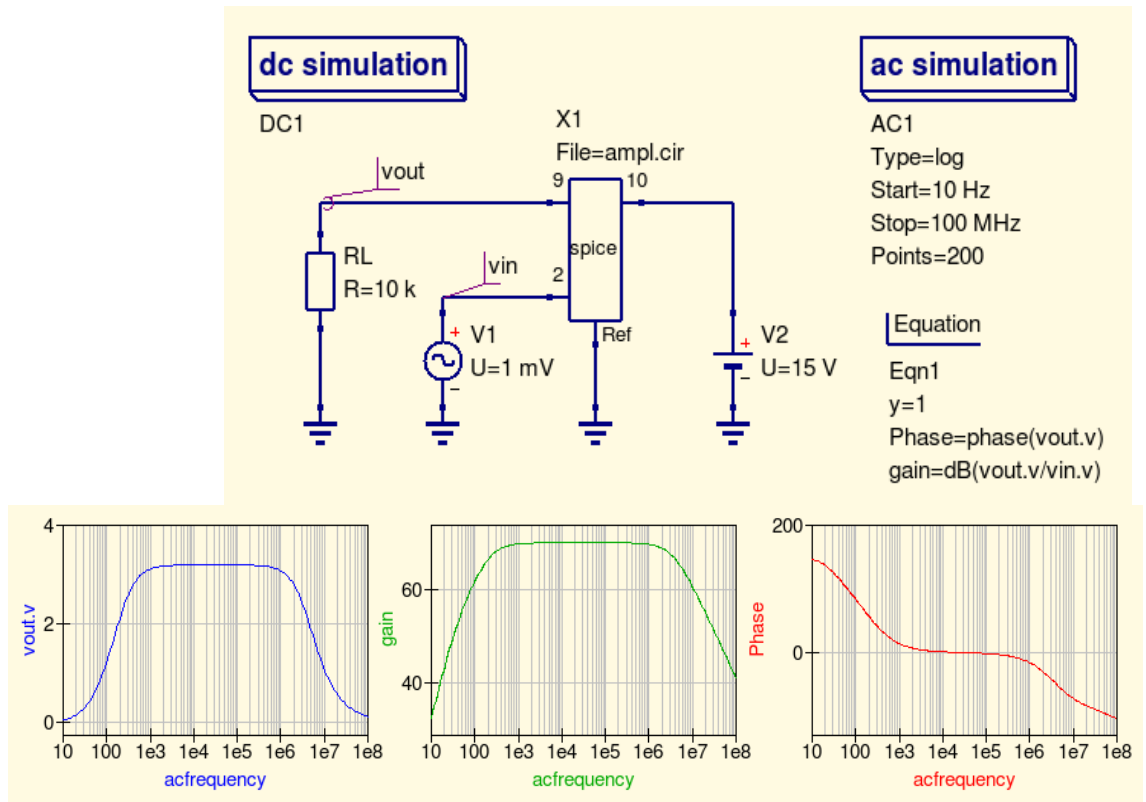 dc simulation
DC1
ac simulation
AC1
Type=log
Start=10 Hz
Stop=100 MHz
Points=200
X1
File=ampl.cir
9
10
spice
2
Ref
vout
vin
RL
R=10 k
+
V1
U=1 mV
−
+
V2
U=15 V
−
Equation
Eqn1
y=1
Phase=phase(vout.v)
gain=dB(vout.v/vin.v)
4
2
0
vout.v
10 100 1e3 1e4 1e5 1e6 1e7 1e8
acfrequency
60
40
gain
10 100 1e3 1e4 1e5 1e6 1e7 1e8
acfrequency
200
0
Phase
10 100 1e3 1e4 1e5 1e6 1e7 1e8
acfrequency